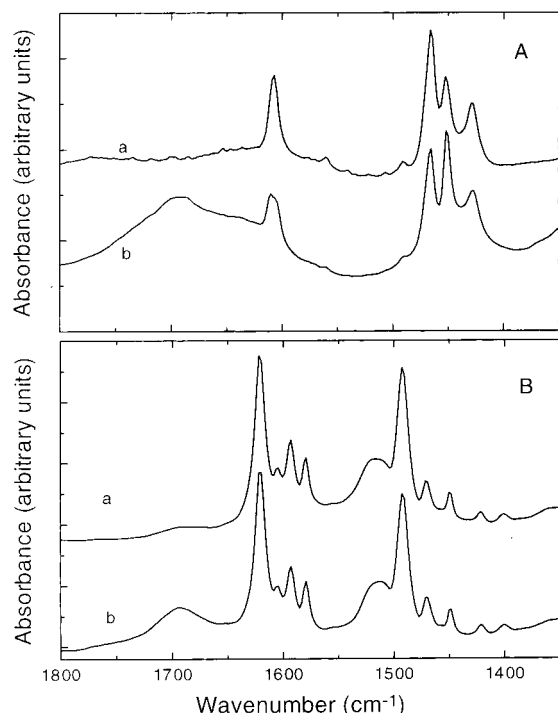 A
a
b
Absorbance (arbitrary units)
B
a
b
Absorbance (arbitrary units)
1800 1700 1600 1500 1400
Wavenumber (cm-1)